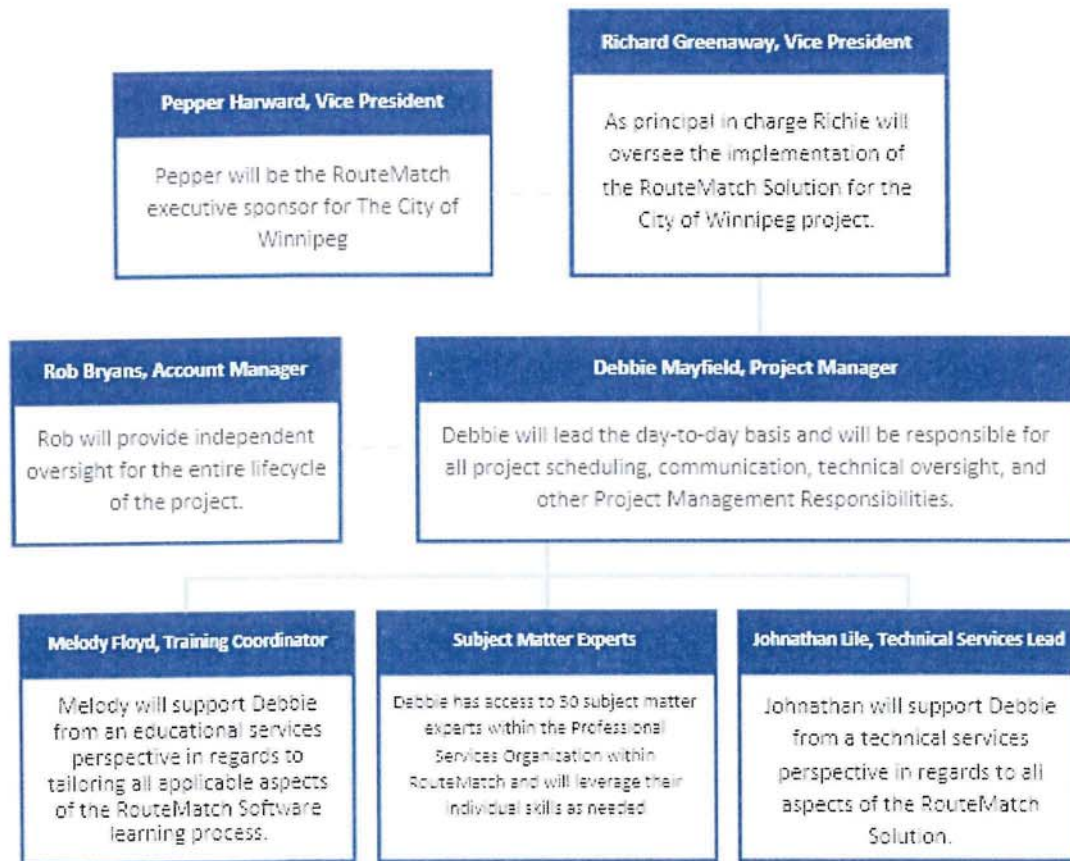 Richard Greenaway, Vice President
As principal in charge Richie will
oversee the implementation of
the RouteMatch Solution for the
City of Winnipeg project.
Pepper Harward, Vice President
Pepper will be the RouteMatch
executive sponsor for The City of
Winnipeg
Rob Bryans, Account Manager
Rob will provide independent
oversight for the entire lifecycle
of the project.
Debbie Mayfield, Project Manager
Debbie will lead the day-to-day basis and will be responsible for
all project scheduling, communication, technical oversight, and
other Project Management Responsibilities.
Melody Floyd, Training Coordinator
Melody will support Debbie
from an educational services
perspective in regards to
tailoring all applicable aspects
of the RouteMatch Software
learning process.
Subject Matter Experts
Debbie has access to 30 subject matter
experts within the Professional
Services Organization within
RouteMatch and will leverage their
individual skills as needed
Johnathan Lile, Technical Services Lead
Johnathan will support Debbie
from a technical services
perspective in regards to all
aspects of the RouteMatch
Solution.